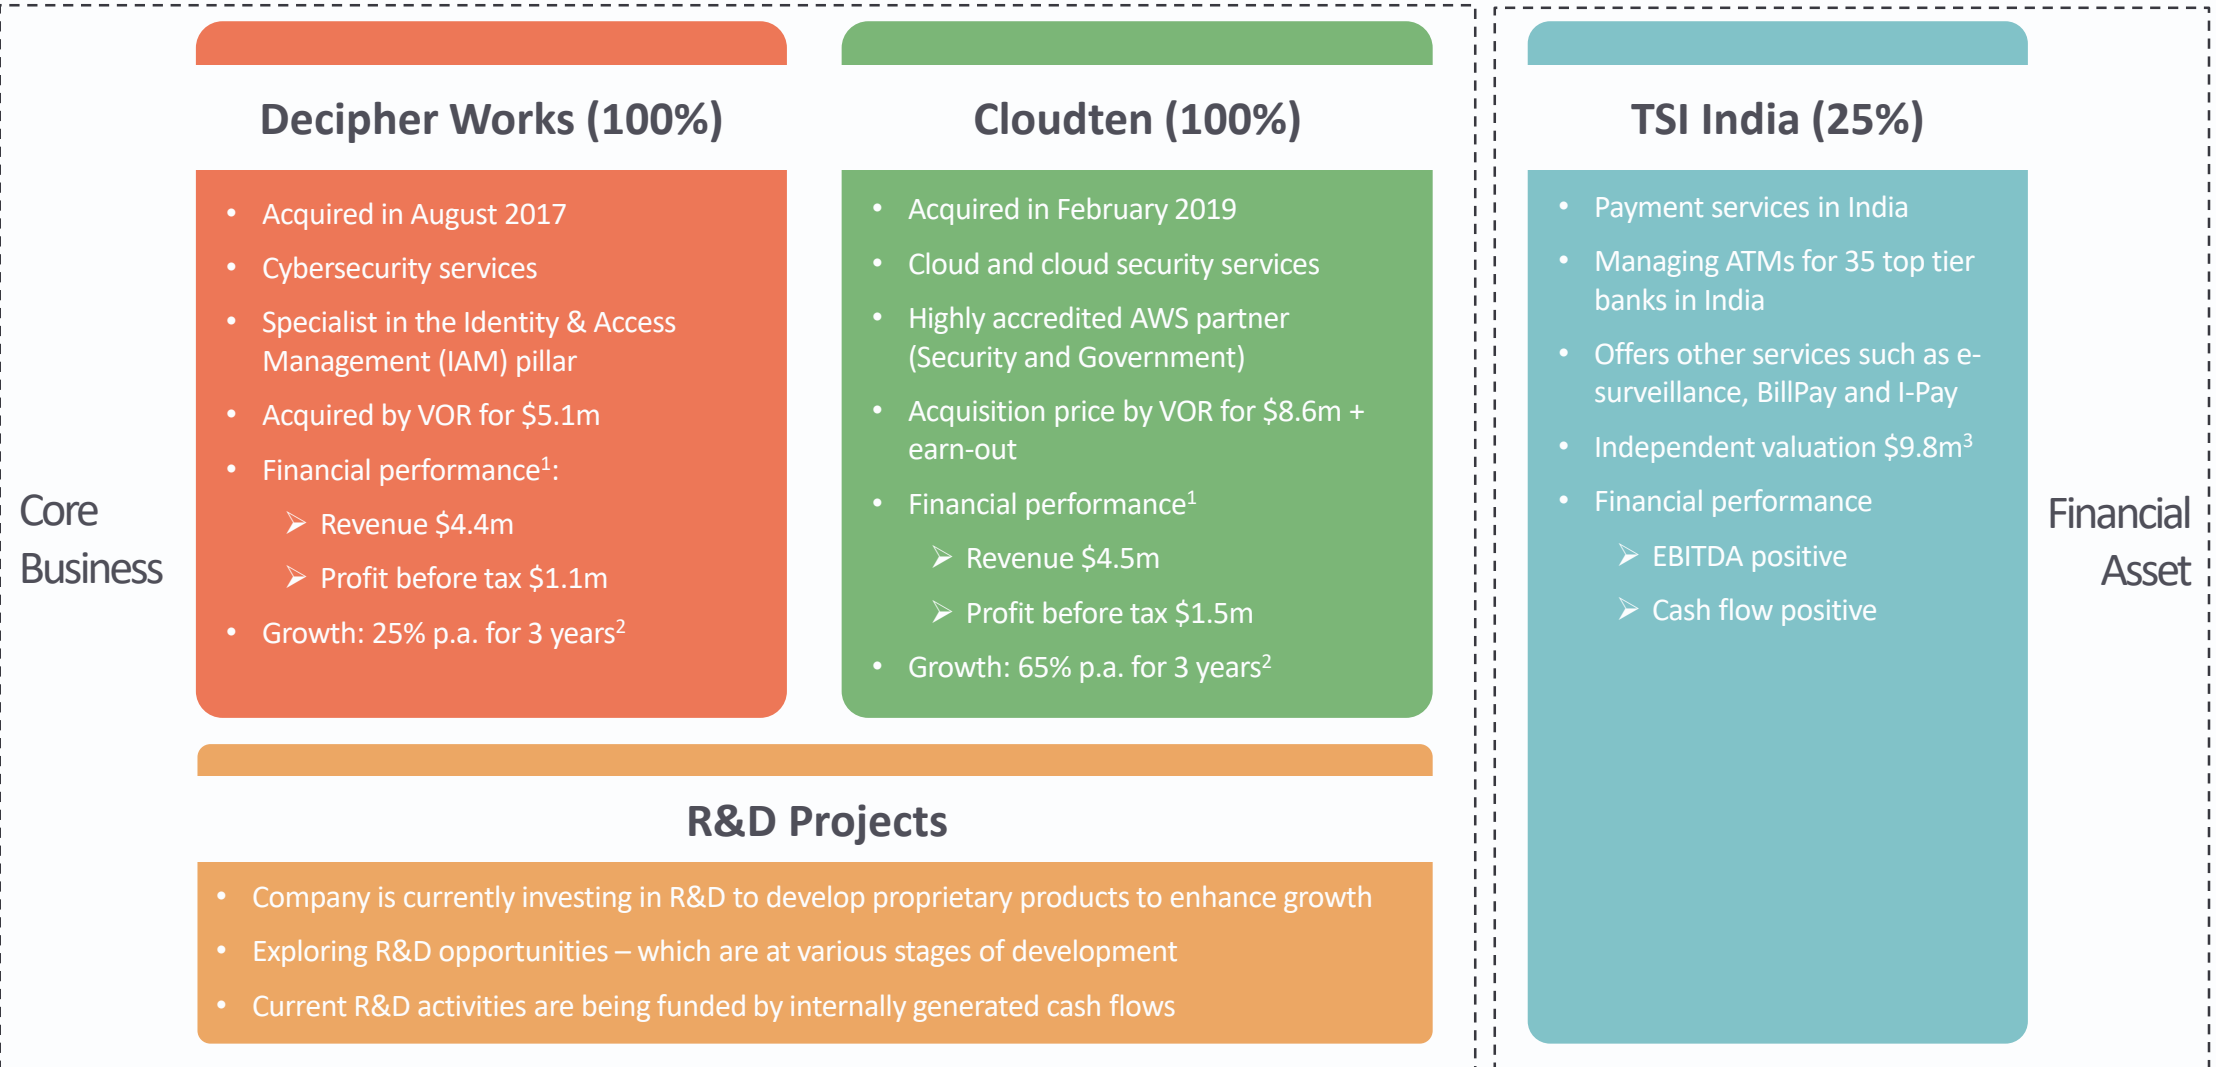 Core
Business
Decipher Works (100%)
• Acquired in August 2017
• Cybersecurity services
• Specialist in the Identity & Access
Management (IAM) pillar
• Acquired by VOR for $5.1m
• Financial performance¹:
➢ Revenue $4.4m
➢ Profit before tax $1.1m
• Growth: 25% p.a. for 3 years²
Cloudten (100%)
• Acquired in February 2019
• Cloud and cloud security services
• Highly accredited AWS partner
(Security and Government)
• Acquisition price by VOR for $8.6m +
earn-out
• Financial performance¹
➢ Revenue $4.5m
➢ Profit before tax $1.5m
• Growth: 65% p.a. for 3 years²
R&D Projects
• Company is currently investing in R&D to develop proprietary products to enhance growth
• Exploring R&D opportunities – which are at various stages of development
• Current R&D activities are being funded by internally generated cash flows
TSI India (25%)
• Payment services in India
• Managing ATMs for 35 top tier
banks in India
• Offers other services such as e-
surveillance, BillPay and I-Pay
• Independent valuation $9.8m³
• Financial performance
➢ EBITDA positive
➢ Cash flow positive
Financial
Asset